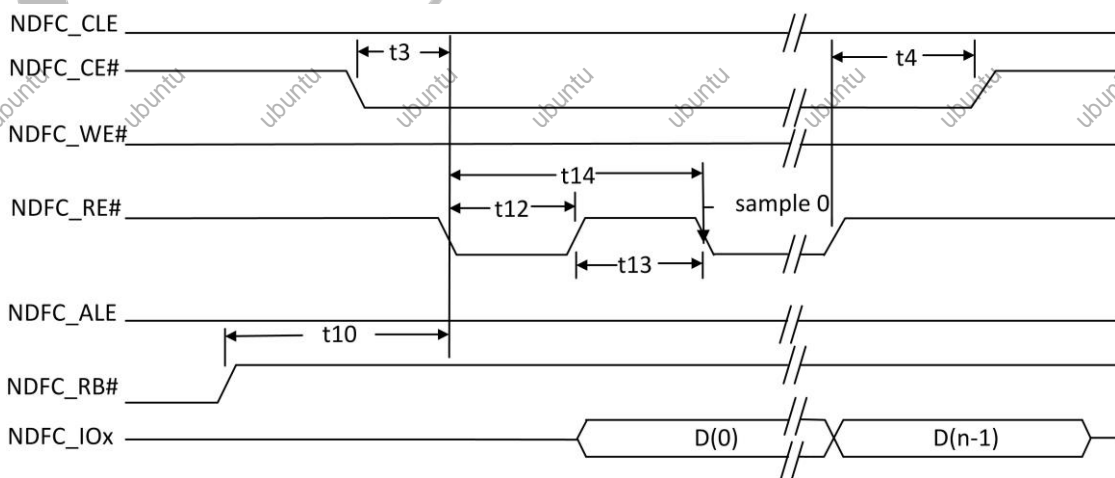 NDFC_CLE
t3
t4
NDFC_CE#
ubuntu ubuntu ubuntu ubuntu ubuntu ubuntu ubuntu ubuntu ubuntu
NDFC_WE#
t14
NDFC_RE#
t12
sample 0
t13
NDFC_ALE
t10
NDFC_RB#
NDFC_IOx
D(0)
D(n-1)